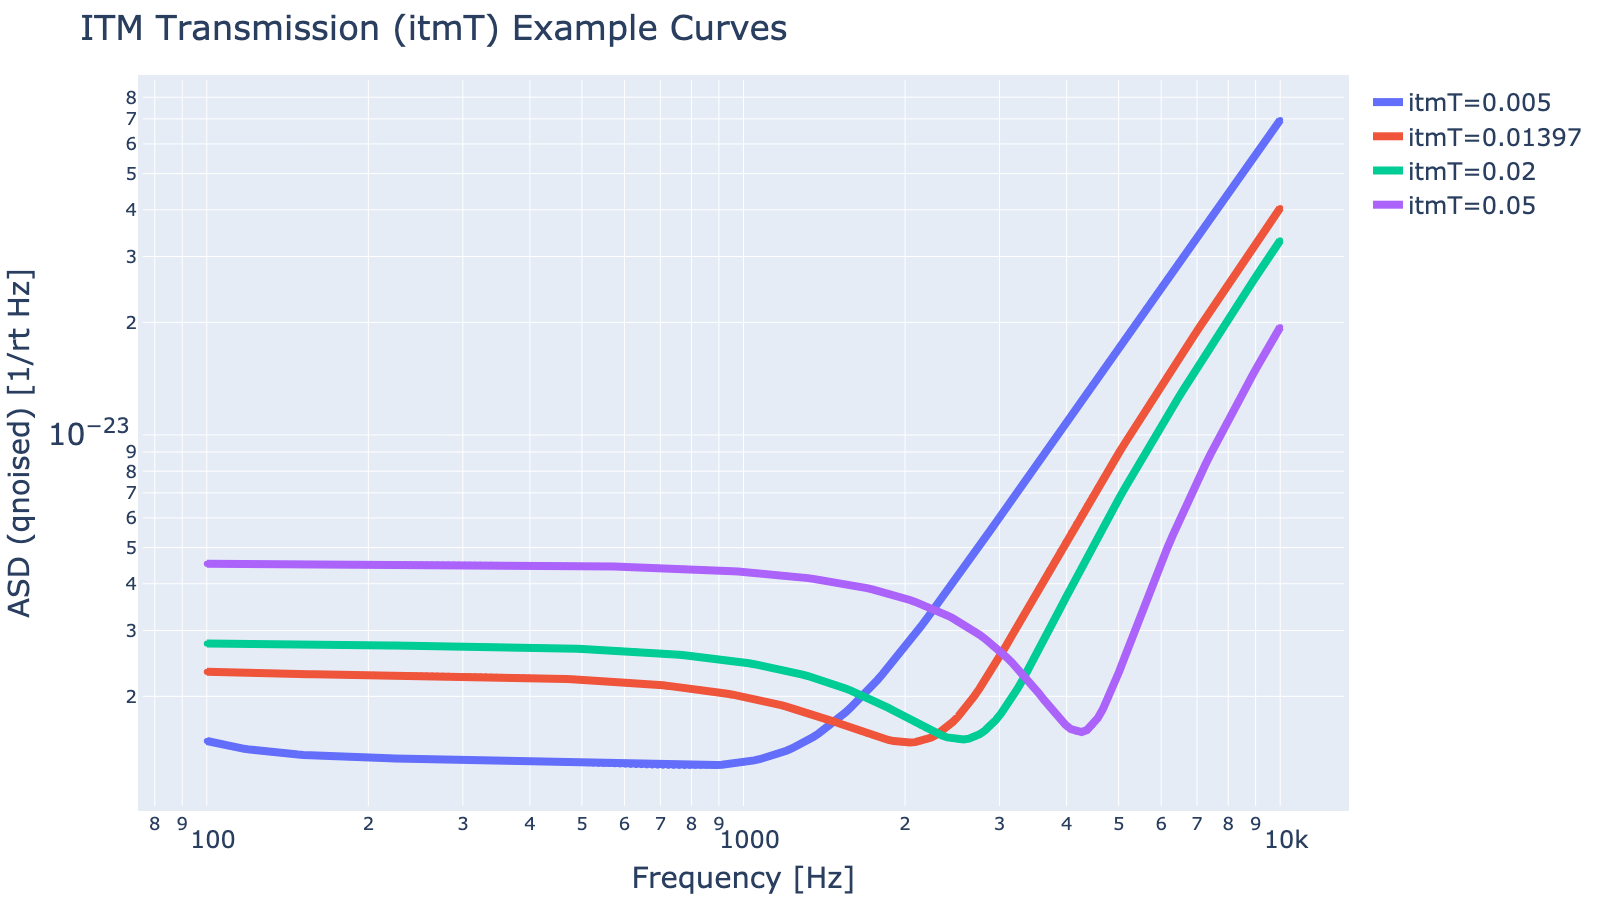 ITM Transmission (itmT) Example Curves
itmT=0.005
itmT=0.01397
itmT=0.02
itmT=0.05
ASD (qnoised) [1/rt Hz]
8
7
6
5
4
3
2
10⁻²³
9
8
7
6
5
4
3
2
8 9 100 2 3 4 5 6 7 8 9 1000 2 3 4 5 6 7 8 9 10k
Frequency [Hz]